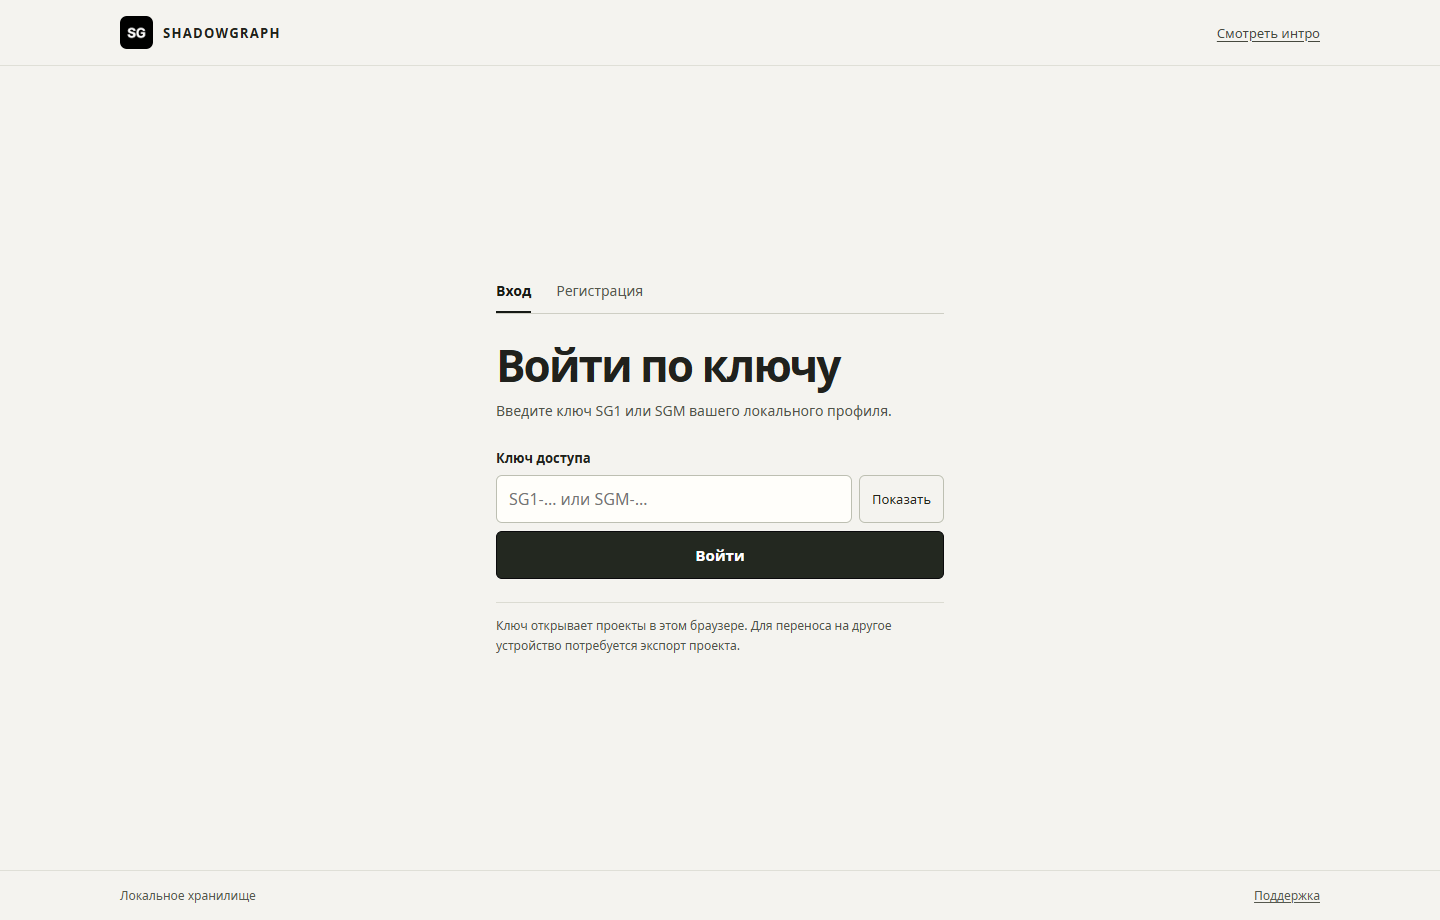 SG SHADOWGRAPH
Смотреть интро
Вход Регистрация
Войти по ключу
Введите ключ SG1 или SGM вашего локального профиля.
Ключ доступа
SG1-... или SGM-... Показать
Войти
Ключ открывает проекты в этом браузере. Для переноса на другое
устройство потребуется экспорт проекта.
Локальное хранилище
Поддержка